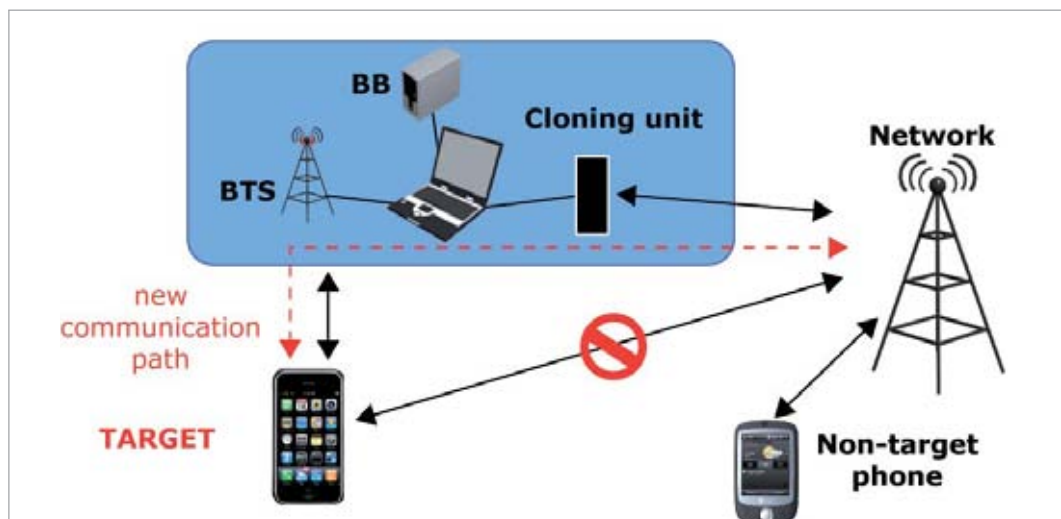 BB
Cloning unit
Network
BTS
new
communication
path
TARGET
Non-target
phone